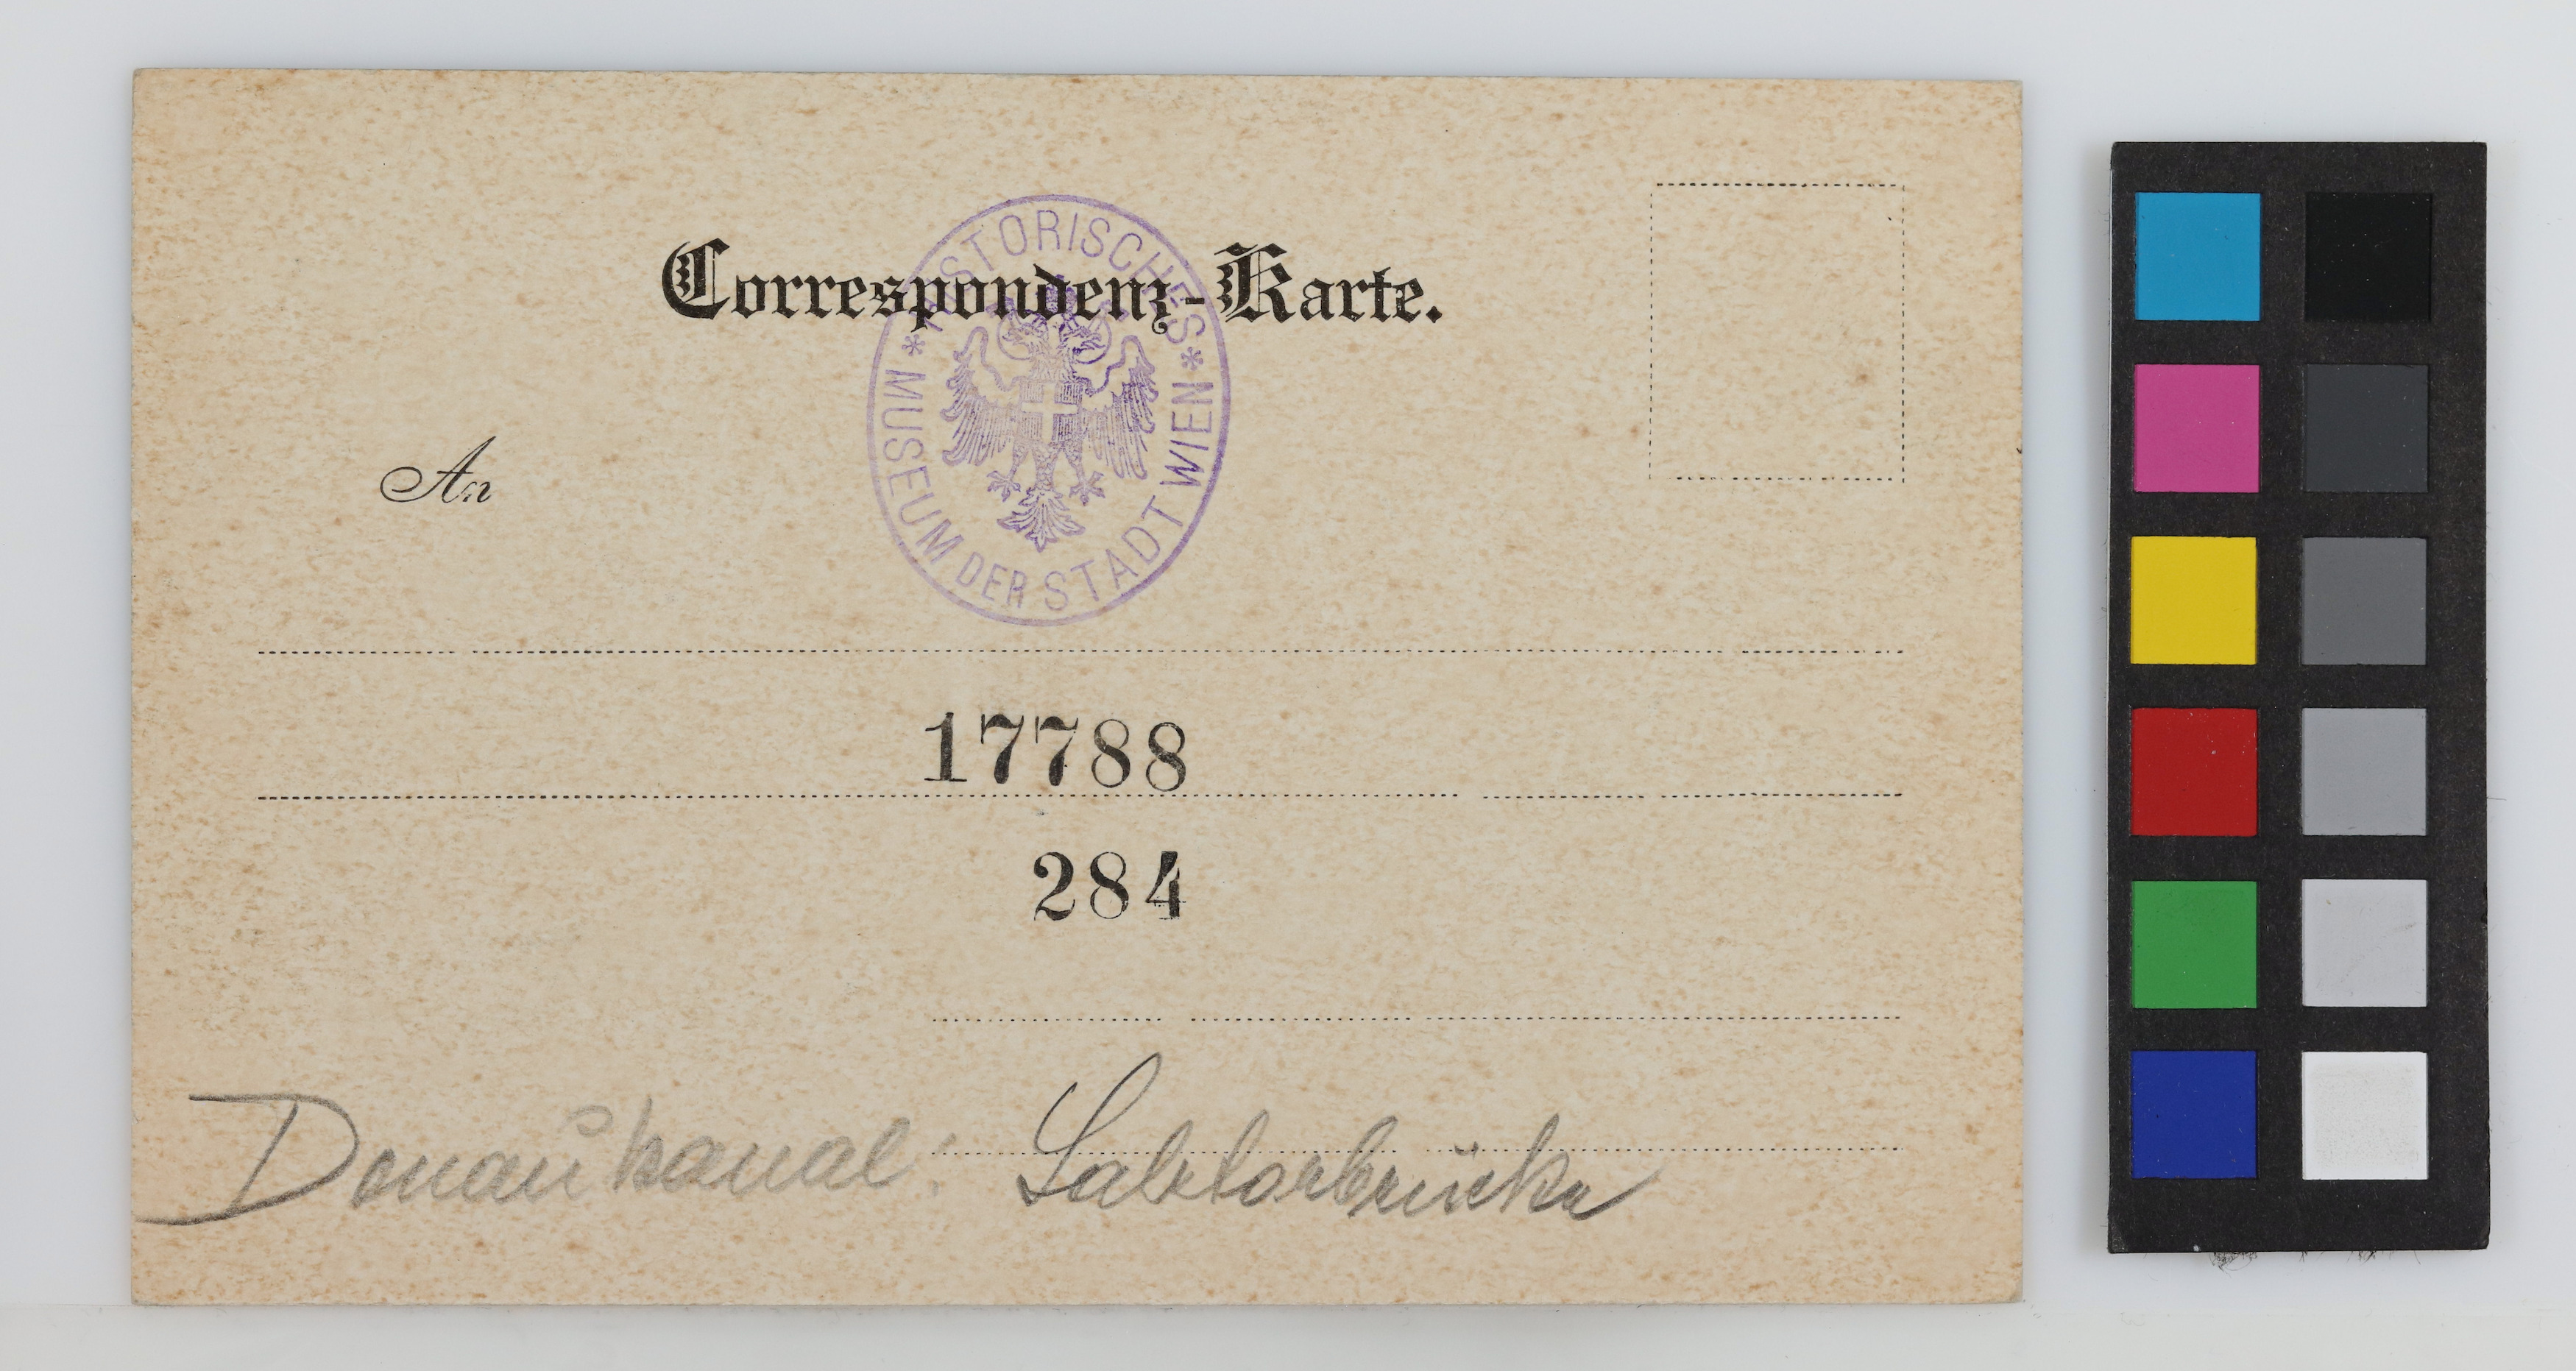 Correspondenz-Karte.
* HISTORISCHES *
MUSEUM DER STADT WIEN
An
17788
284
Donaukanal: Salztorbrücke